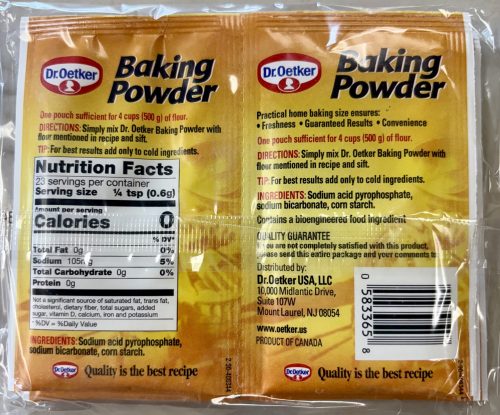 Dr.Oetker
Baking
Powder
One pouch sufficient for 4 cups (500 g) of flour.
DIRECTIONS: Simply mix Dr. Oetker Baking Powder with
flour mentioned in recipe and sift.
TIP: For best results add only to cold ingredients.
Nutrition Facts
23 servings per container
Serving size ¼ tsp (0.6g)
Amount per serving
Calories 0
% DV*
Total Fat 0g 0%
Sodium 105mg 5%
Total Carbohydrate 0g 0%
Protein 0g
Not a significant source of saturated fat, trans fat,
cholesterol, dietary fiber, total sugars, added
sugar, vitamin D, calcium, iron and potassium
*%DV = %Daily Value
INGREDIENTS: Sodium acid pyrophosphate,
sodium bicarbonate, corn starch.
Dr.Oetker Quality is the best recipe
Dr.Oetker
Baking
Powder
Practical home baking size ensures:
• Freshness • Guaranteed Results • Convenience
One pouch sufficient for 4 cups (500 g) of flour.
DIRECTIONS: Simply mix Dr. Oetker Baking Powder with
flour mentioned in recipe and sift.
TIP: For best results add only to cold ingredients.
INGREDIENTS: Sodium acid pyrophosphate,
sodium bicarbonate, corn starch.
Contains a bioengineered food ingredient
QUALITY GUARANTEE
you are not completely satisfied with this product,
please send this entire package and your comments to
Distributed by:
Dr.Oetker USA, LLC
10,000 Midlantic Drive,
Suite 107W
Mount Laurel, NJ 08054
www.oetker.us
PRODUCT OF CANADA
Dr.Oetker Quality is the best recipe